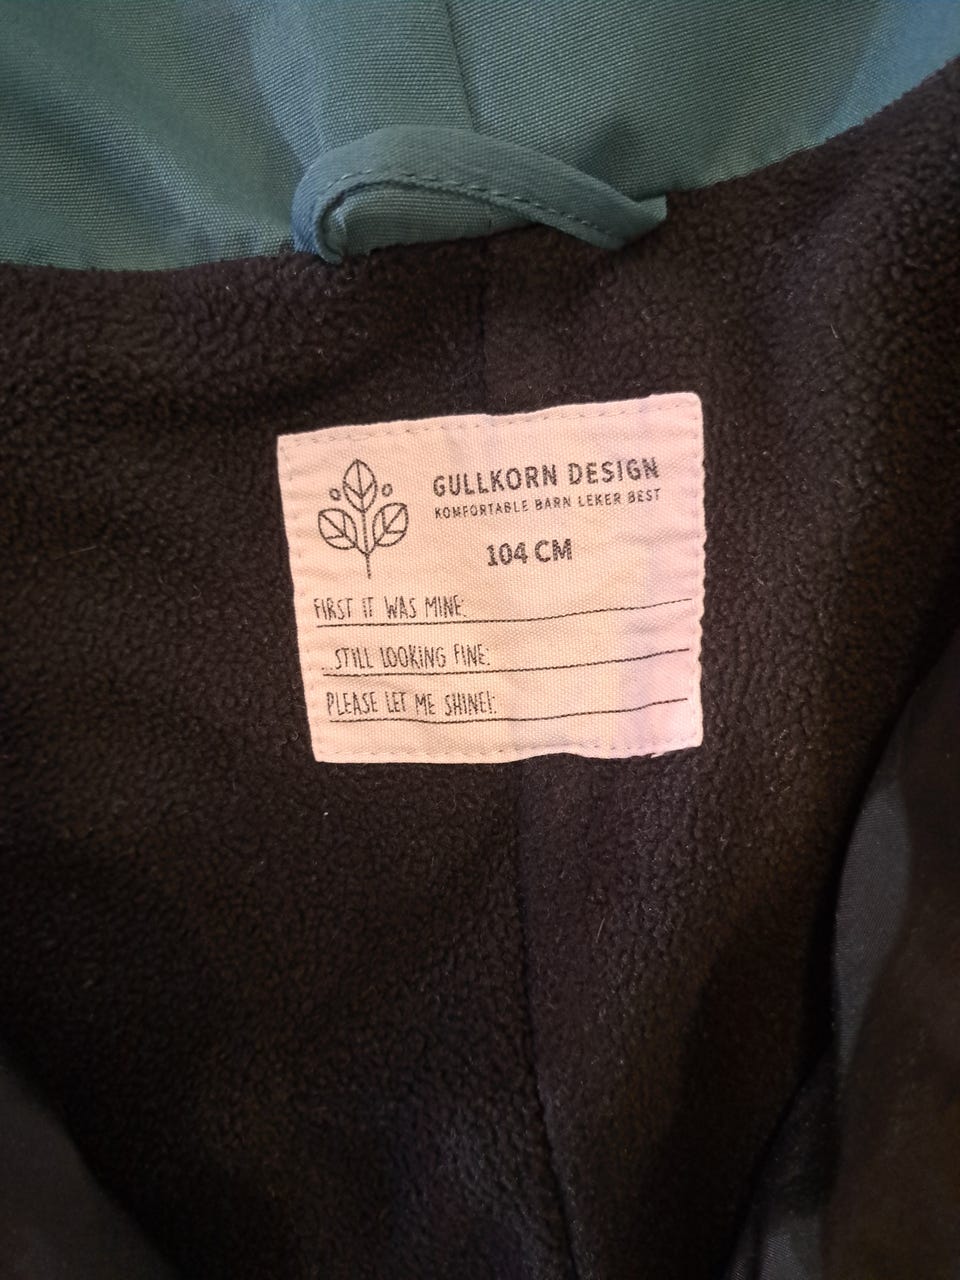 GULLKORN DESIGN
KOMFORTABLE BARN LEKER BEST
104 CM
FIRST IT WAS MINE:
...STILL LOOKING FINE:
PLEASE LET ME SHINE!: